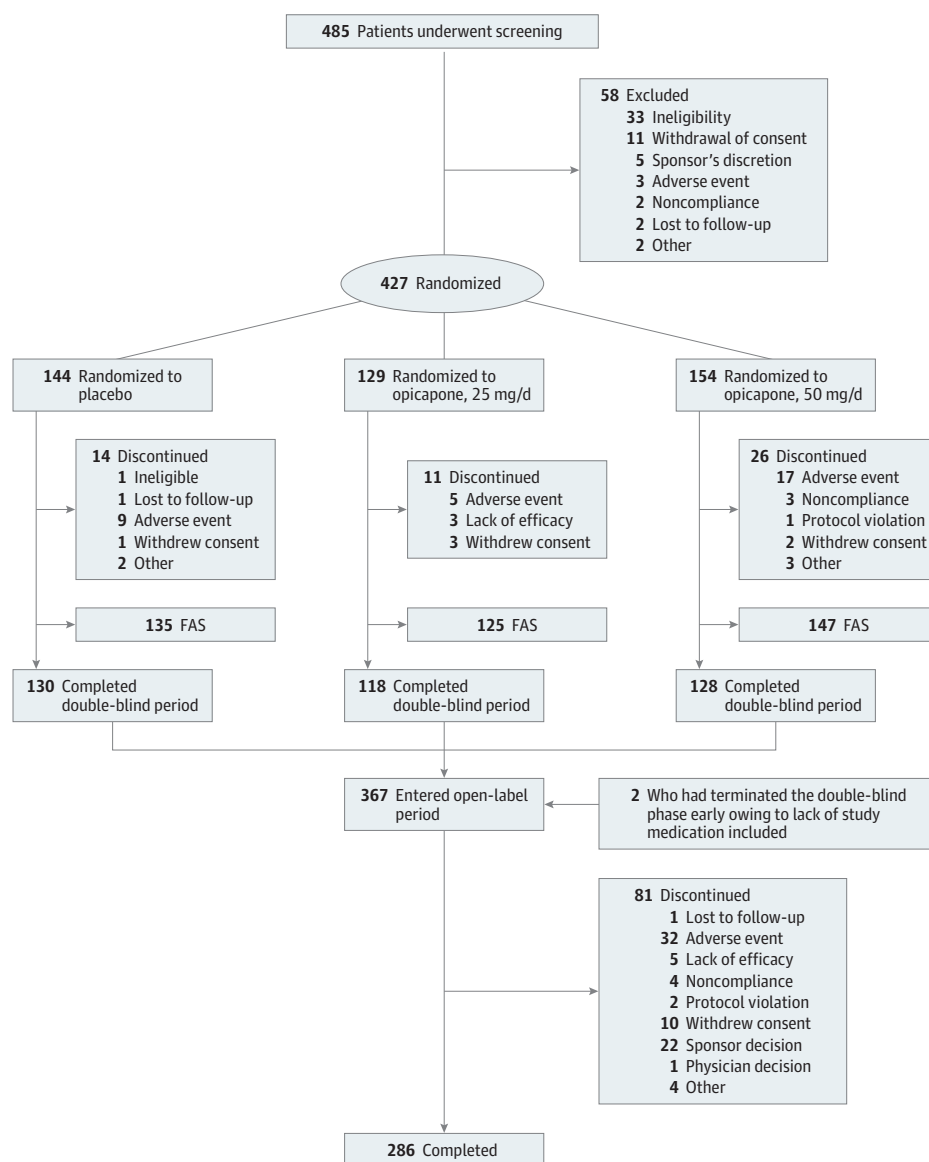 485 Patients underwent screening
58 Excluded
33 Ineligibility
11 Withdrawal of consent
5 Sponsor's discretion
3 Adverse event
2 Noncompliance
2 Lost to follow-up
2 Other
427 Randomized
144 Randomized to
placebo
129 Randomized to
opicapone, 25 mg/d
154 Randomized to
opicapone, 50 mg/d
14 Discontinued
1 Ineligible
1 Lost to follow-up
9 Adverse event
1 Withdrew consent
2 Other
11 Discontinued
5 Adverse event
3 Lack of efficacy
3 Withdrew consent
26 Discontinued
17 Adverse event
3 Noncompliance
1 Protocol violation
2 Withdrew consent
3 Other
135 FAS
125 FAS
147 FAS
130 Completed
double-blind period
118 Completed
double-blind period
128 Completed
double-blind period
367 Entered open-label
period
2 Who had terminated the double-blind
phase early owing to lack of study
medication included
81 Discontinued
1 Lost to follow-up
32 Adverse event
5 Lack of efficacy
4 Noncompliance
2 Protocol violation
10 Withdrew consent
22 Sponsor decision
1 Physician decision
4 Other
286 Completed